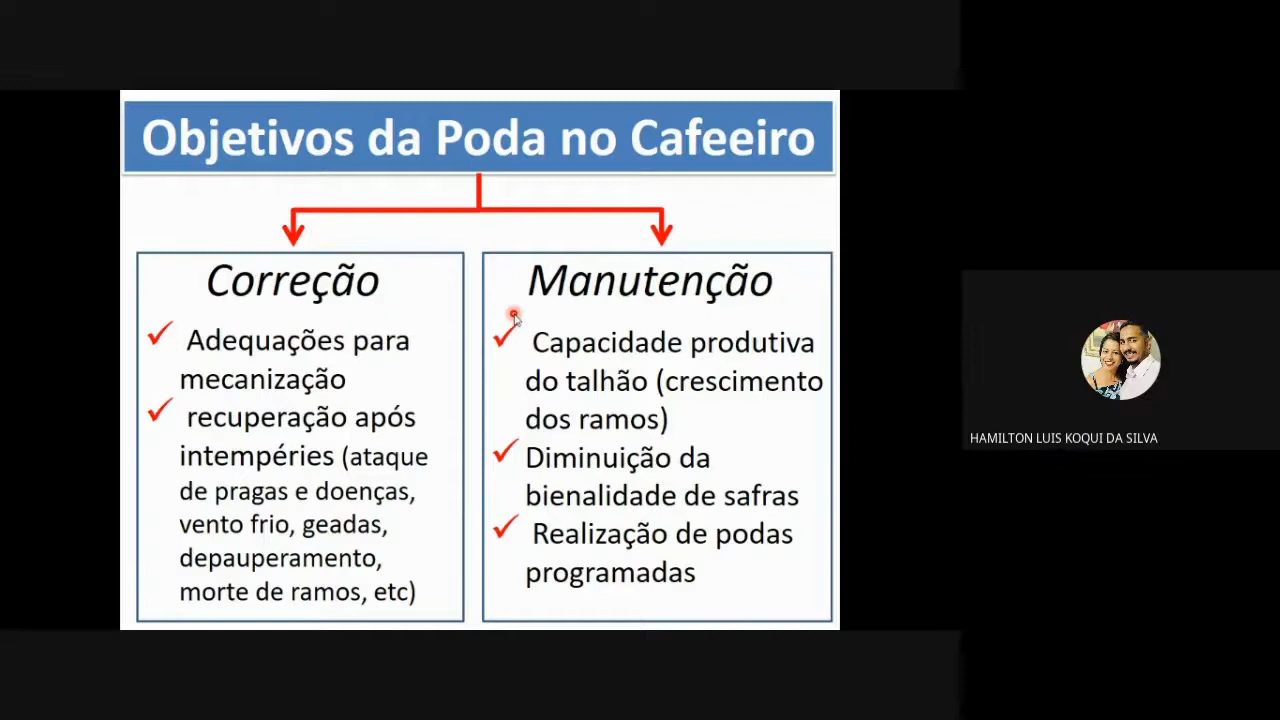 Objetivos da Poda no Cafeeiro
Correção
Adequações para
mecanização
recuperação após
intempéries (ataque
de pragas e doenças,
vento frio, geadas,
depauperamento,
morte de ramos, etc)
Manutenção
Capacidade produtiva
do talhão (crescimento
dos ramos)
Diminuição da
bienalidade de safras
Realização de podas
programadas
HAMILTON LUIS KOQUI DA SILVA